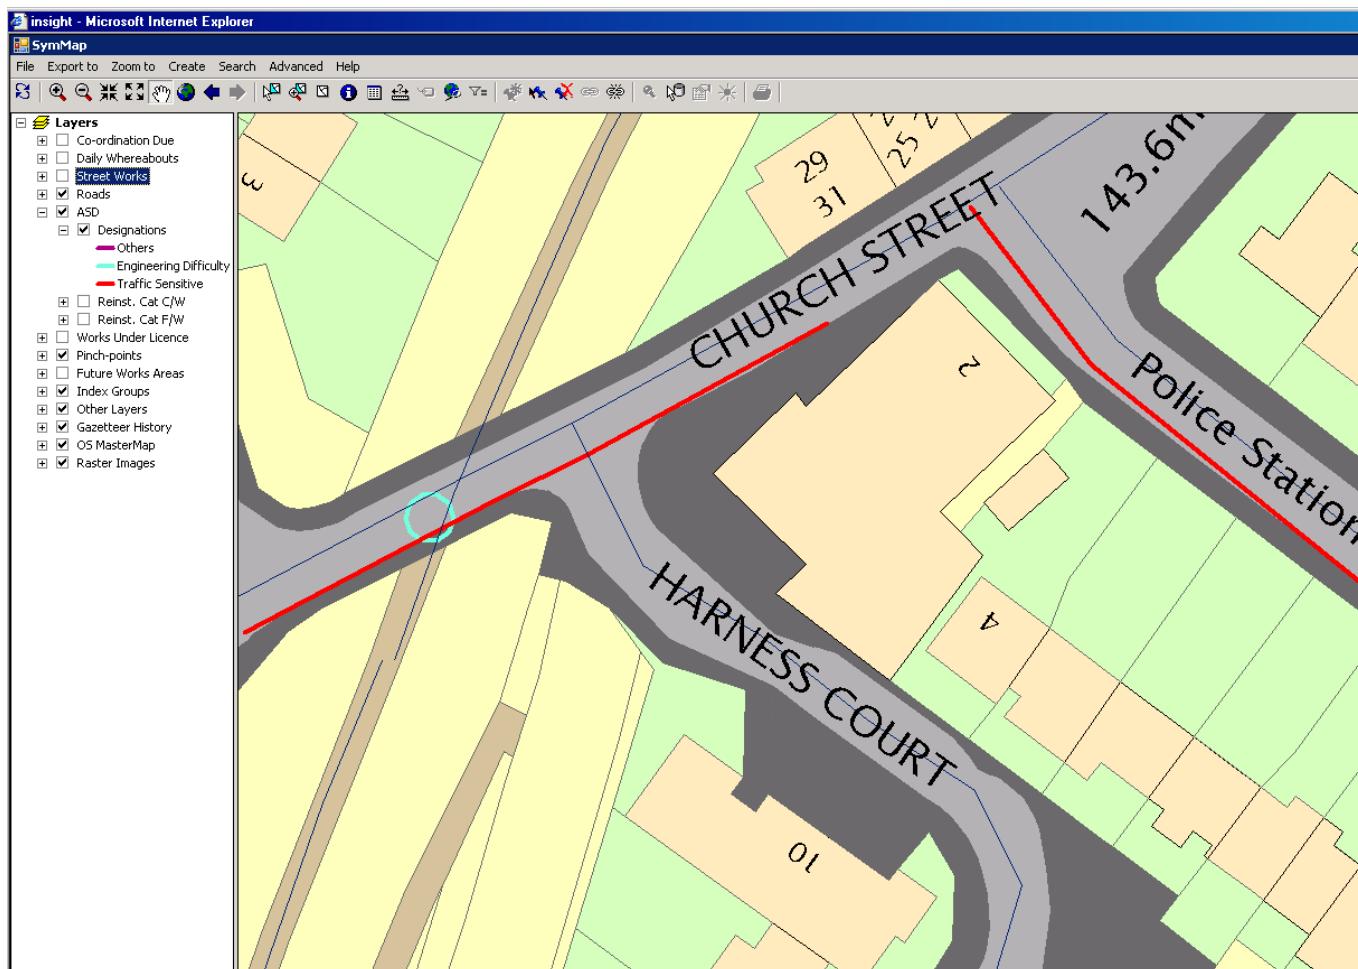 insight - Microsoft Internet Explorer
SymMap
File Export to Zoom to Create Search Advanced Help
Layers
Co-ordination Due
Daily Whereabouts
Street Works
Roads
ASD
Designations
Others
Engineering Difficulty
Traffic Sensitive
Reinst. Cat C/W
Reinst. Cat F/W
Works Under Licence
Pinch-points
Future Works Areas
Index Groups
Other Layers
Gazetteer History
OS MasterMap
Raster Images
3
29
31
25
143.6m
CHURCH STREET
2
Police Station
HARNESS COURT
4
10